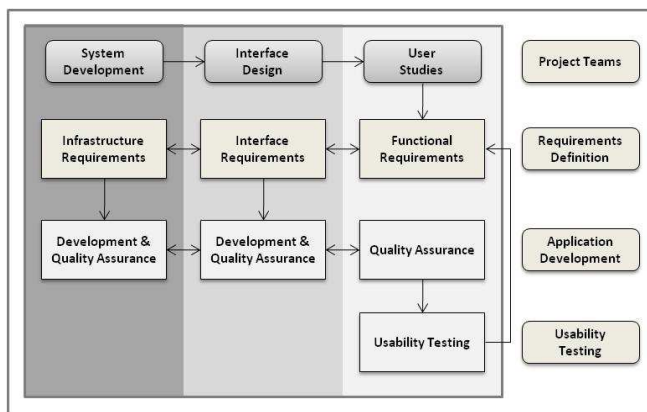 System
Development
Interface
Design
User
Studies
Project Teams
Infrastructure
Requirements
Interface
Requirements
Functional
Requirements
Requirements
Definition
Development &
Quality Assurance
Development &
Quality Assurance
Quality Assurance
Application
Development
Usability Testing
Usability
Testing